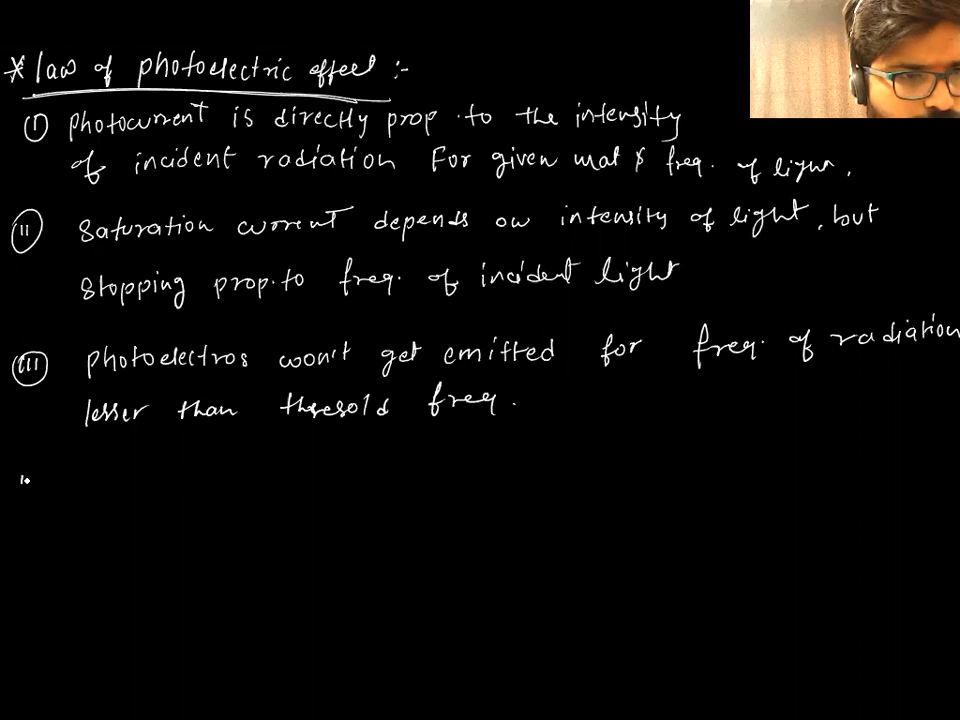 * law of photoelectric effect :-
(I) photocurrent is directly prop. to the intensity
of incident radiation For given mat & freq. of light.
(II) Saturation current depends on intensity of light, but
stopping prop. to freq. of incident light
(III) photoelectros won't get emitted for freq. of radiation
lesser than thresold freq.